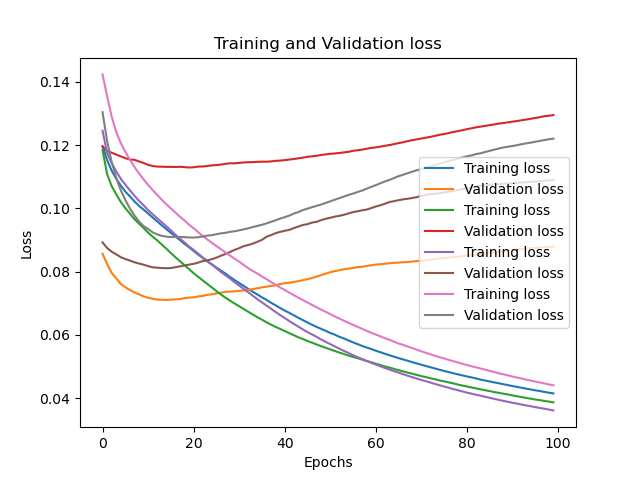 Training and Validation loss
Loss
0.14
0.12
0.10
0.08
0.06
0.04
Training loss
Validation loss
Training loss
Validation loss
Training loss
Validation loss
Training loss
Validation loss
0 20 40 60 80 100
Epochs